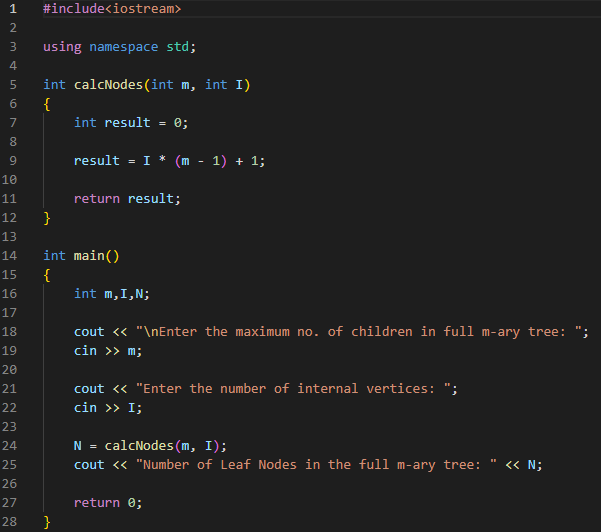 1 #include<iostream>
2
3 using namespace std;
4
5 int calcNodes(int m, int I)
6 {
7     int result = 0;
8
9     result = I * (m - 1) + 1;
10
11     return result;
12 }
13
14 int main()
15 {
16     int m,I,N;
17
18     cout << "\nEnter the maximum no. of children in full m-ary tree: ";
19     cin >> m;
20
21     cout << "Enter the number of internal vertices: ";
22     cin >> I;
23
24     N = calcNodes(m, I);
25     cout << "Number of Leaf Nodes in the full m-ary tree: " << N;
26
27     return 0;
28 }